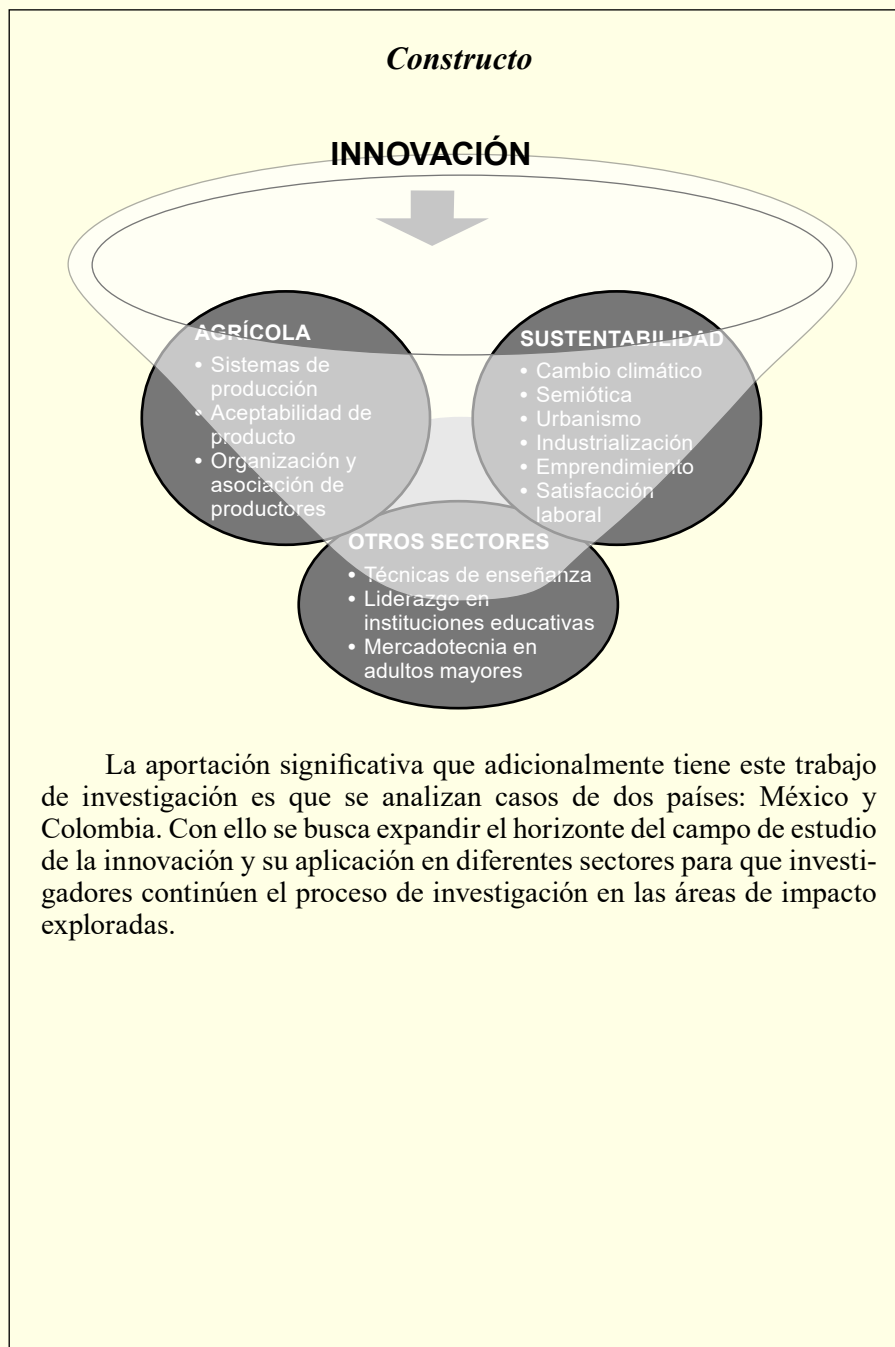 Constructo
INNOVACIÓN
AGRÍCOLA
• Sistemas de
producción
• Aceptabilidad de
producto
• Organización y
asociación de
productores
SUSTENTABILIDAD
• Cambio climático
• Semiótica
• Urbanismo
• Industrialización
• Emprendimiento
• Satisfacción
laboral
OTROS SECTORES
• Técnicas de enseñanza
• Liderazgo en
instituciones educativas
• Mercadotecnia en
adultos mayores
La aportación significativa que adicionalmente tiene este trabajo
de investigación es que se analizan casos de dos países: México y
Colombia. Con ello se busca expandir el horizonte del campo de estudio
de la innovación y su aplicación en diferentes sectores para que investi-
gadores continúen el proceso de investigación en las áreas de impacto
exploradas.